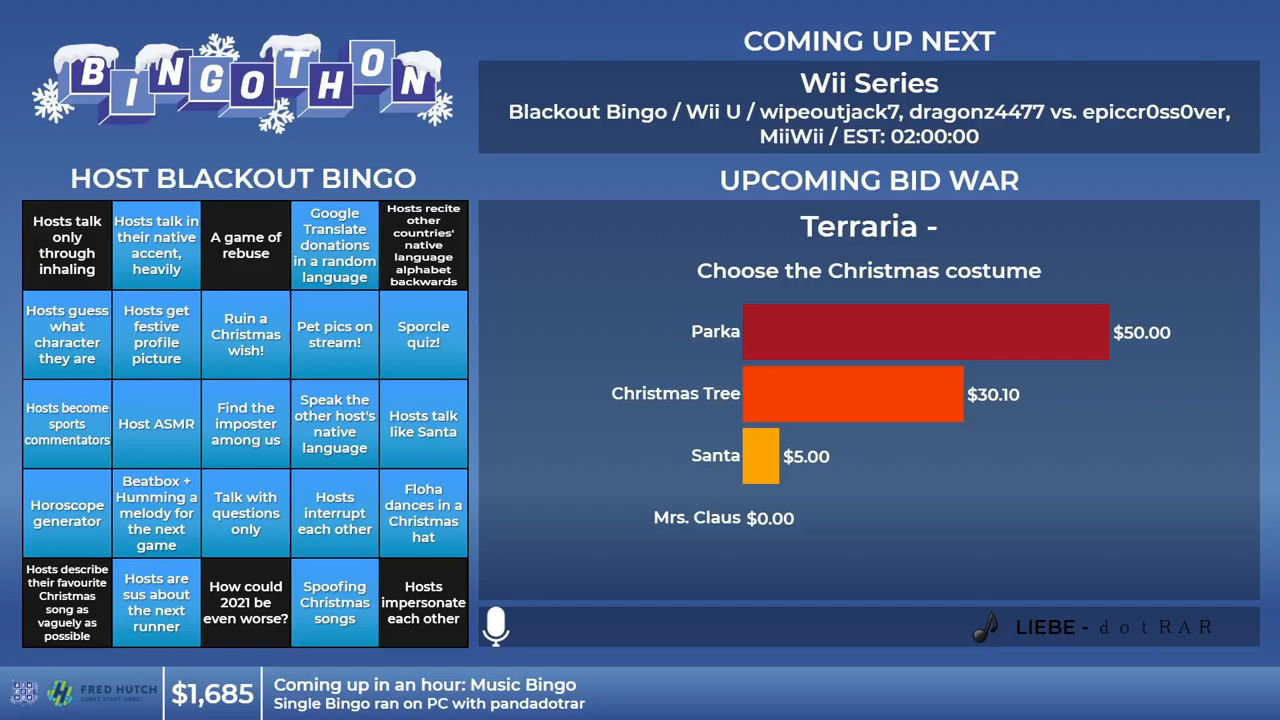 BINGOTHON
COMING UP NEXT
Wii Series
Blackout Bingo / Wii U / wipeoutjack7, dragonz4477 vs. epiccr0ss0ver,
MiiWii / EST: 02:00:00
HOST BLACKOUT BINGO
Hosts talk
only
through
inhaling
Hosts talk in
their native
accent,
heavily
A game of
rebuse
Google
Translate
donations
in a random
language
Hosts recite
other
countries'
native
language
alphabet
backwards
Hosts guess
what
character
they are
Hosts get
festive
profile
picture
Ruin a
Christmas
wish!
Pet pics on
stream!
Sporcle
quiz!
Hosts become
sports
commentators
Host ASMR
Find the
imposter
among us
Speak the
other host's
native
language
Hosts talk
like Santa
Horoscope
generator
Beatbox +
Humming a
melody for
the next
game
Talk with
questions
only
Hosts
interrupt
each other
Floha
dances in a
Christmas
hat
Hosts describe
their favourite
Christmas
song as
vaguely as
possible
Hosts are
sus about
the next
runner
How could
2021 be
even worse?
Spoofing
Christmas
songs
Hosts
impersonate
each other
UPCOMING BID WAR
Terraria -
Choose the Christmas costume
Parka $50.00
Christmas Tree $30.10
Santa $5.00
Mrs. Claus $0.00
LIEBE - dotRAR
FRED HUTCH
CURES START HERE
$1,685
Coming up in an hour: Music Bingo
Single Bingo ran on PC with pandadotrar